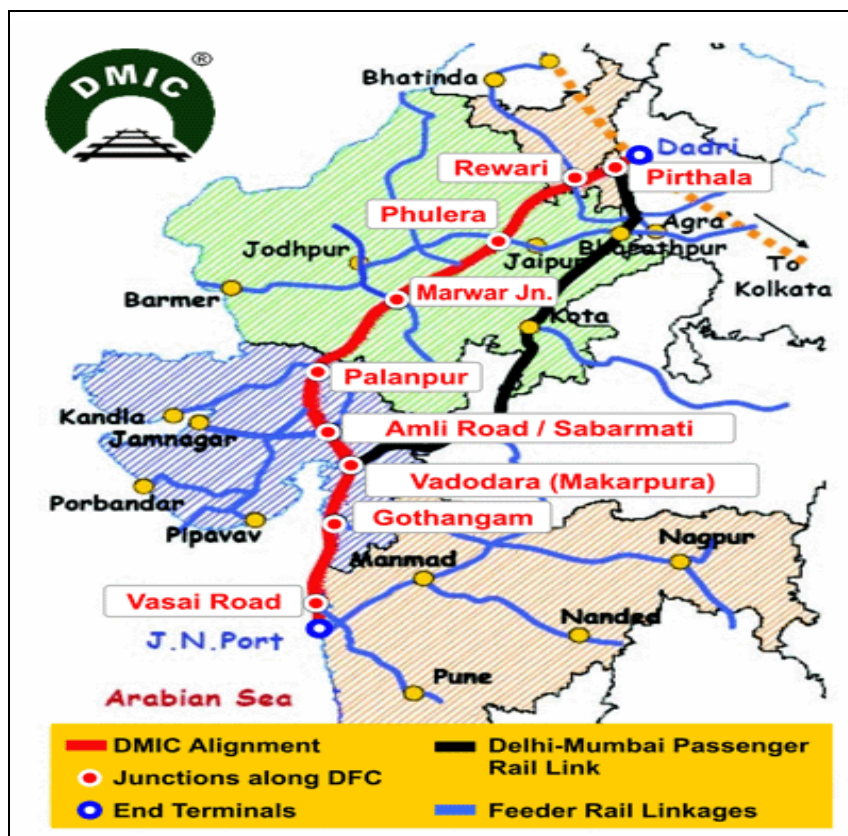 DMIC
®
Bhatinda
Dadri
Rewari
Pirthala
Phulera
Agra
Jodhpur
Jaipur
Bharathpur
To
Kolkata
Barmer
Marwar Jn.
Kota
Palanpur
Kandla
Jamnagar
Amli Road / Sabarmati
Vadodara (Makarpura)
Porbandar
Pipavav
Gothangam
Nagpur
Manmad
Vasai Road
Nanded
J.N.Port
Pune
Arabian Sea
DMIC Alignment
Delhi-Mumbai Passenger
Rail Link
Junctions along DFC
End Terminals
Feeder Rail Linkages